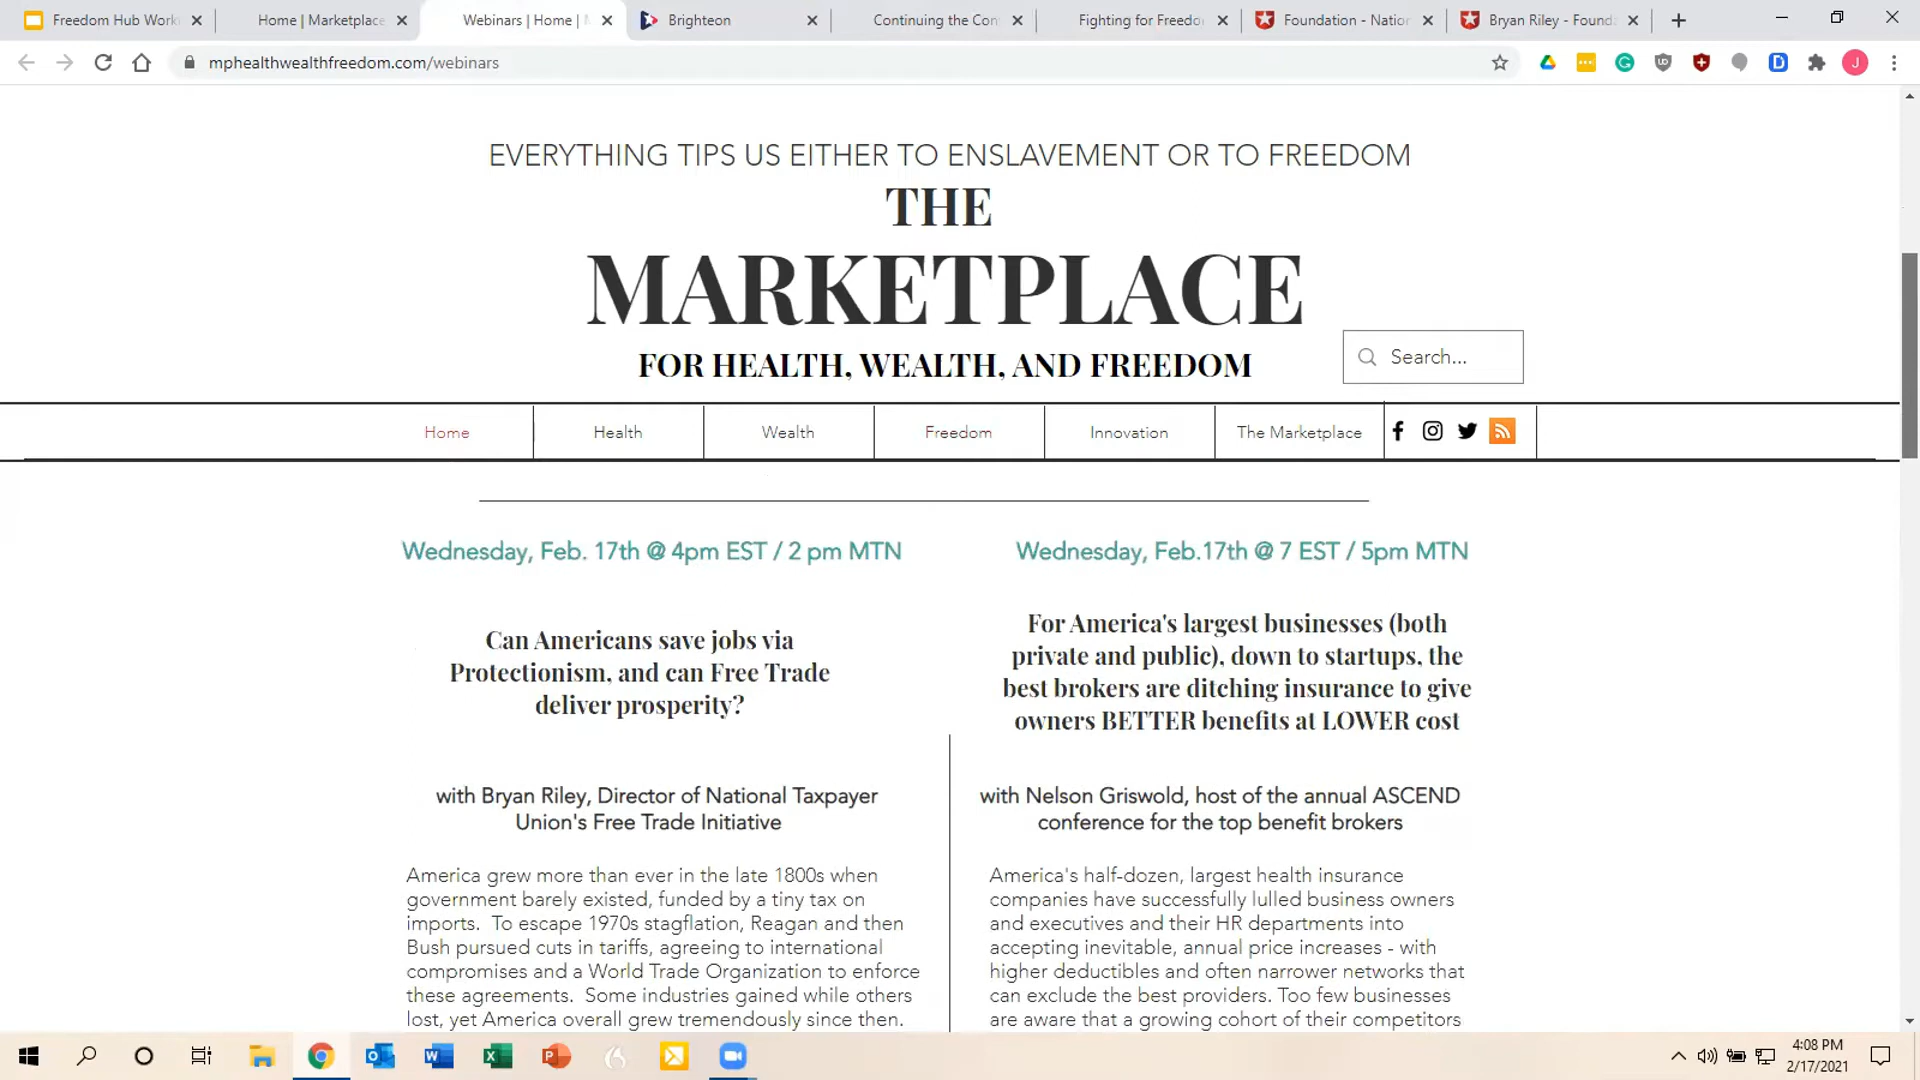 Freedom Hub Work
Home | Marketplace
Webinars | Home | M
Brighteon
Continuing the Con
Fighting for Freedo
Foundation - Nation
Bryan Riley - Founda
mphealthwealthfreedom.com/webinars
J
EVERYTHING TIPS US EITHER TO ENSLAVEMENT OR TO FREEDOM
THE
MARKETPLACE
FOR HEALTH, WEALTH, AND FREEDOM
Search...
Home
Health
Wealth
Freedom
Innovation
The Marketplace
Wednesday, Feb. 17th @ 4pm EST / 2 pm MTN
Can Americans save jobs via
Protectionism, and can Free Trade
deliver prosperity?
with Bryan Riley, Director of National Taxpayer
Union's Free Trade Initiative
America grew more than ever in the late 1800s when
government barely existed, funded by a tiny tax on
imports.  To escape 1970s stagflation, Reagan and then
Bush pursued cuts in tariffs, agreeing to international
compromises and a World Trade Organization to enforce
these agreements.  Some industries gained while others
lost, yet America overall grew tremendously since then.
Wednesday, Feb.17th @ 7 EST / 5pm MTN
For America's largest businesses (both
private and public), down to startups, the
best brokers are ditching insurance to give
owners BETTER benefits at LOWER cost
with Nelson Griswold, host of the annual ASCEND
conference for the top benefit brokers
America's half-dozen, largest health insurance
companies have successfully lulled business owners
and executives and their HR departments into
accepting inevitable, annual price increases - with
higher deductibles and often narrower networks that
can exclude the best providers. Too few businesses
are aware that a growing cohort of their competitors
4:08 PM
2/17/2021